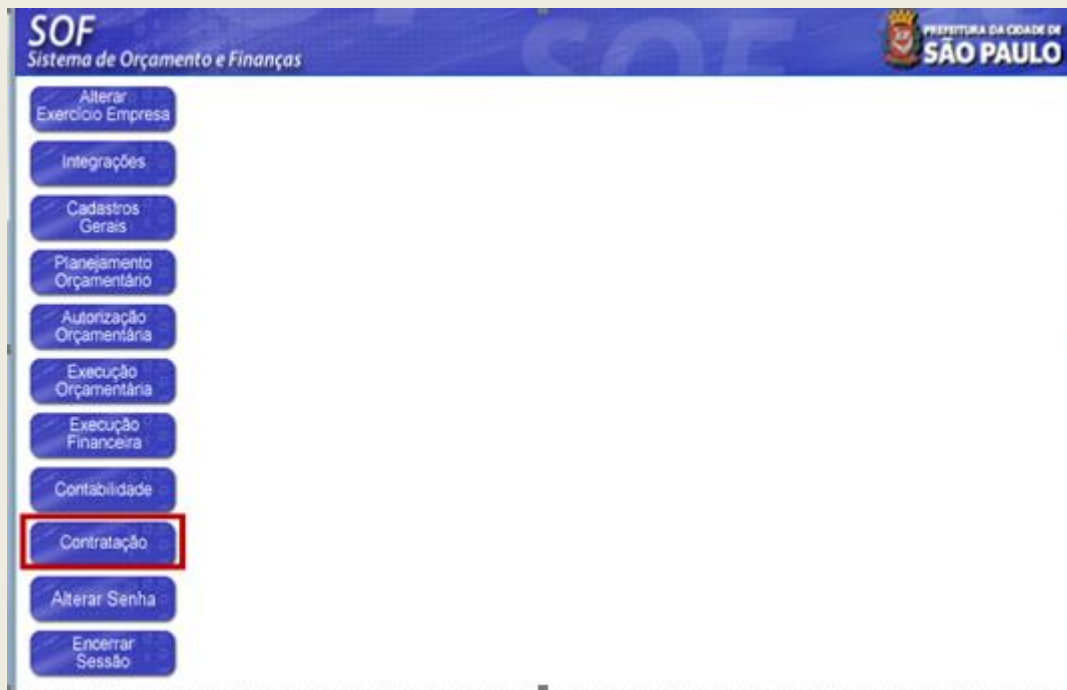 SOF
Sistema de Orçamento e Finanças
SOF
PREFEITURA DA CIDADE DE
SÃO PAULO
Alterar
Exercício Empresa
Integrações
Cadastros
Gerais
Planejamento
Orçamentário
Autorização
Orçamentária
Execução
Orçamentária
Execução
Financeira
Contabilidade
Contratação
Alterar Senha
Encerrar
Sessão